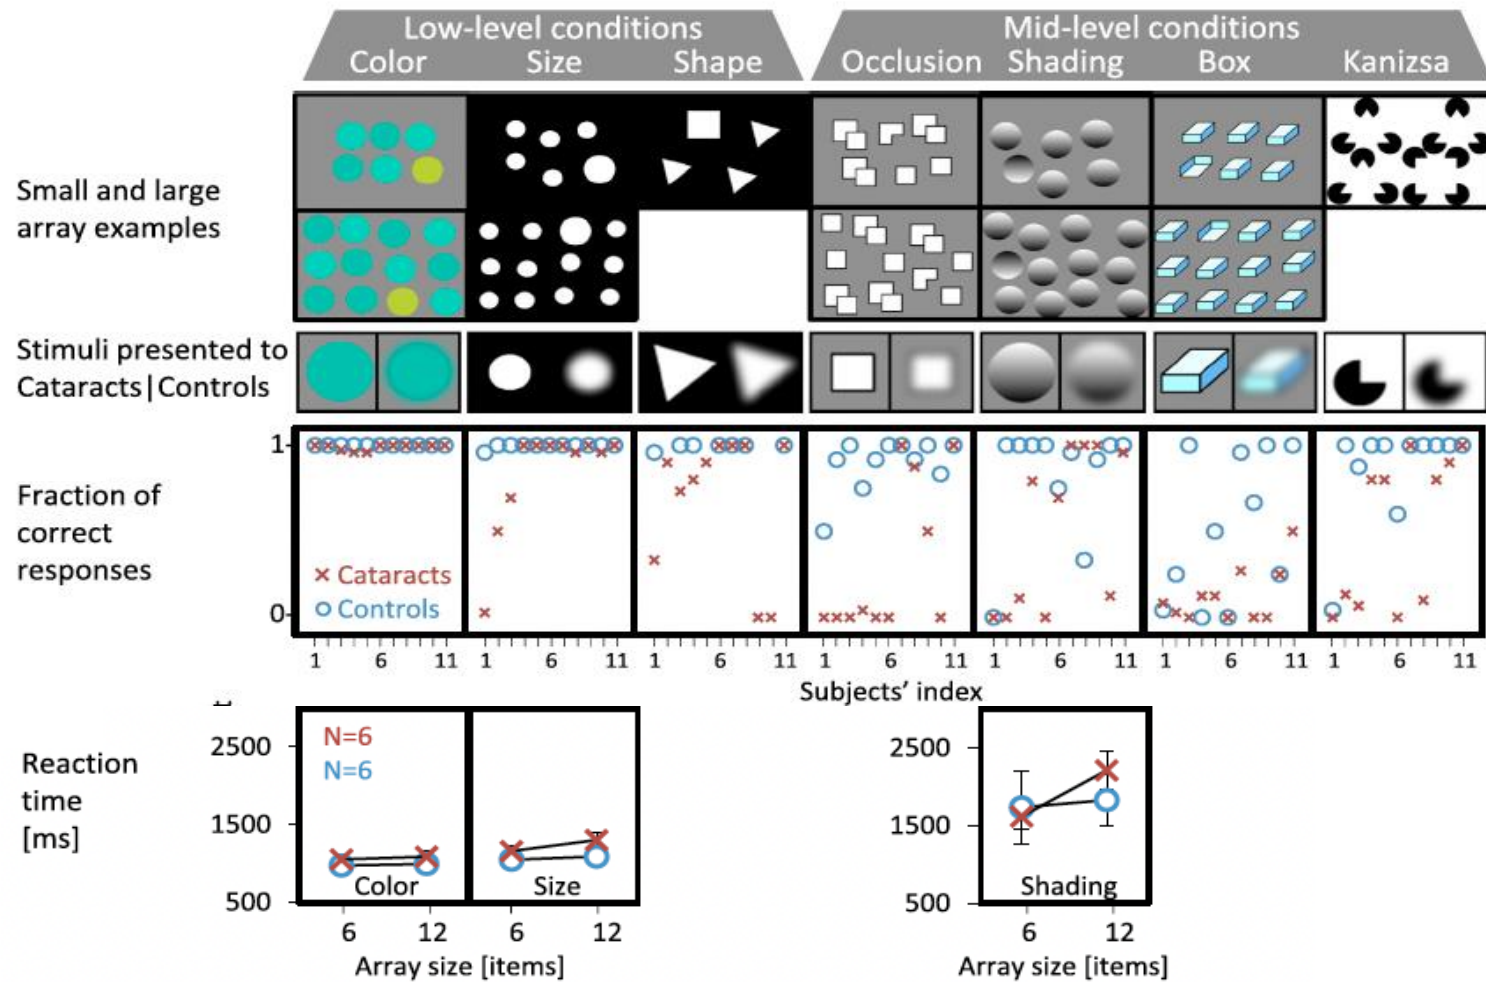 Low-level conditions
Mid-level conditions
Color
Size
Shape
Occlusion
Shading
Box
Kanizsa
Small and large
array examples
Stimuli presented to
Cataracts|Controls
Fraction of
correct
responses
1
0
× Cataracts
○ Controls
1 6 11
1 6 11
1 6 11
1 6 11
1 6 11
1 6 11
1 6 11
Subjects' index
Reaction
time
[ms]
2500
1500
500
N=6
N=6
Color
Size
6 12
6 12
Array size [items]
2500
1500
500
Shading
6 12
Array size [items]